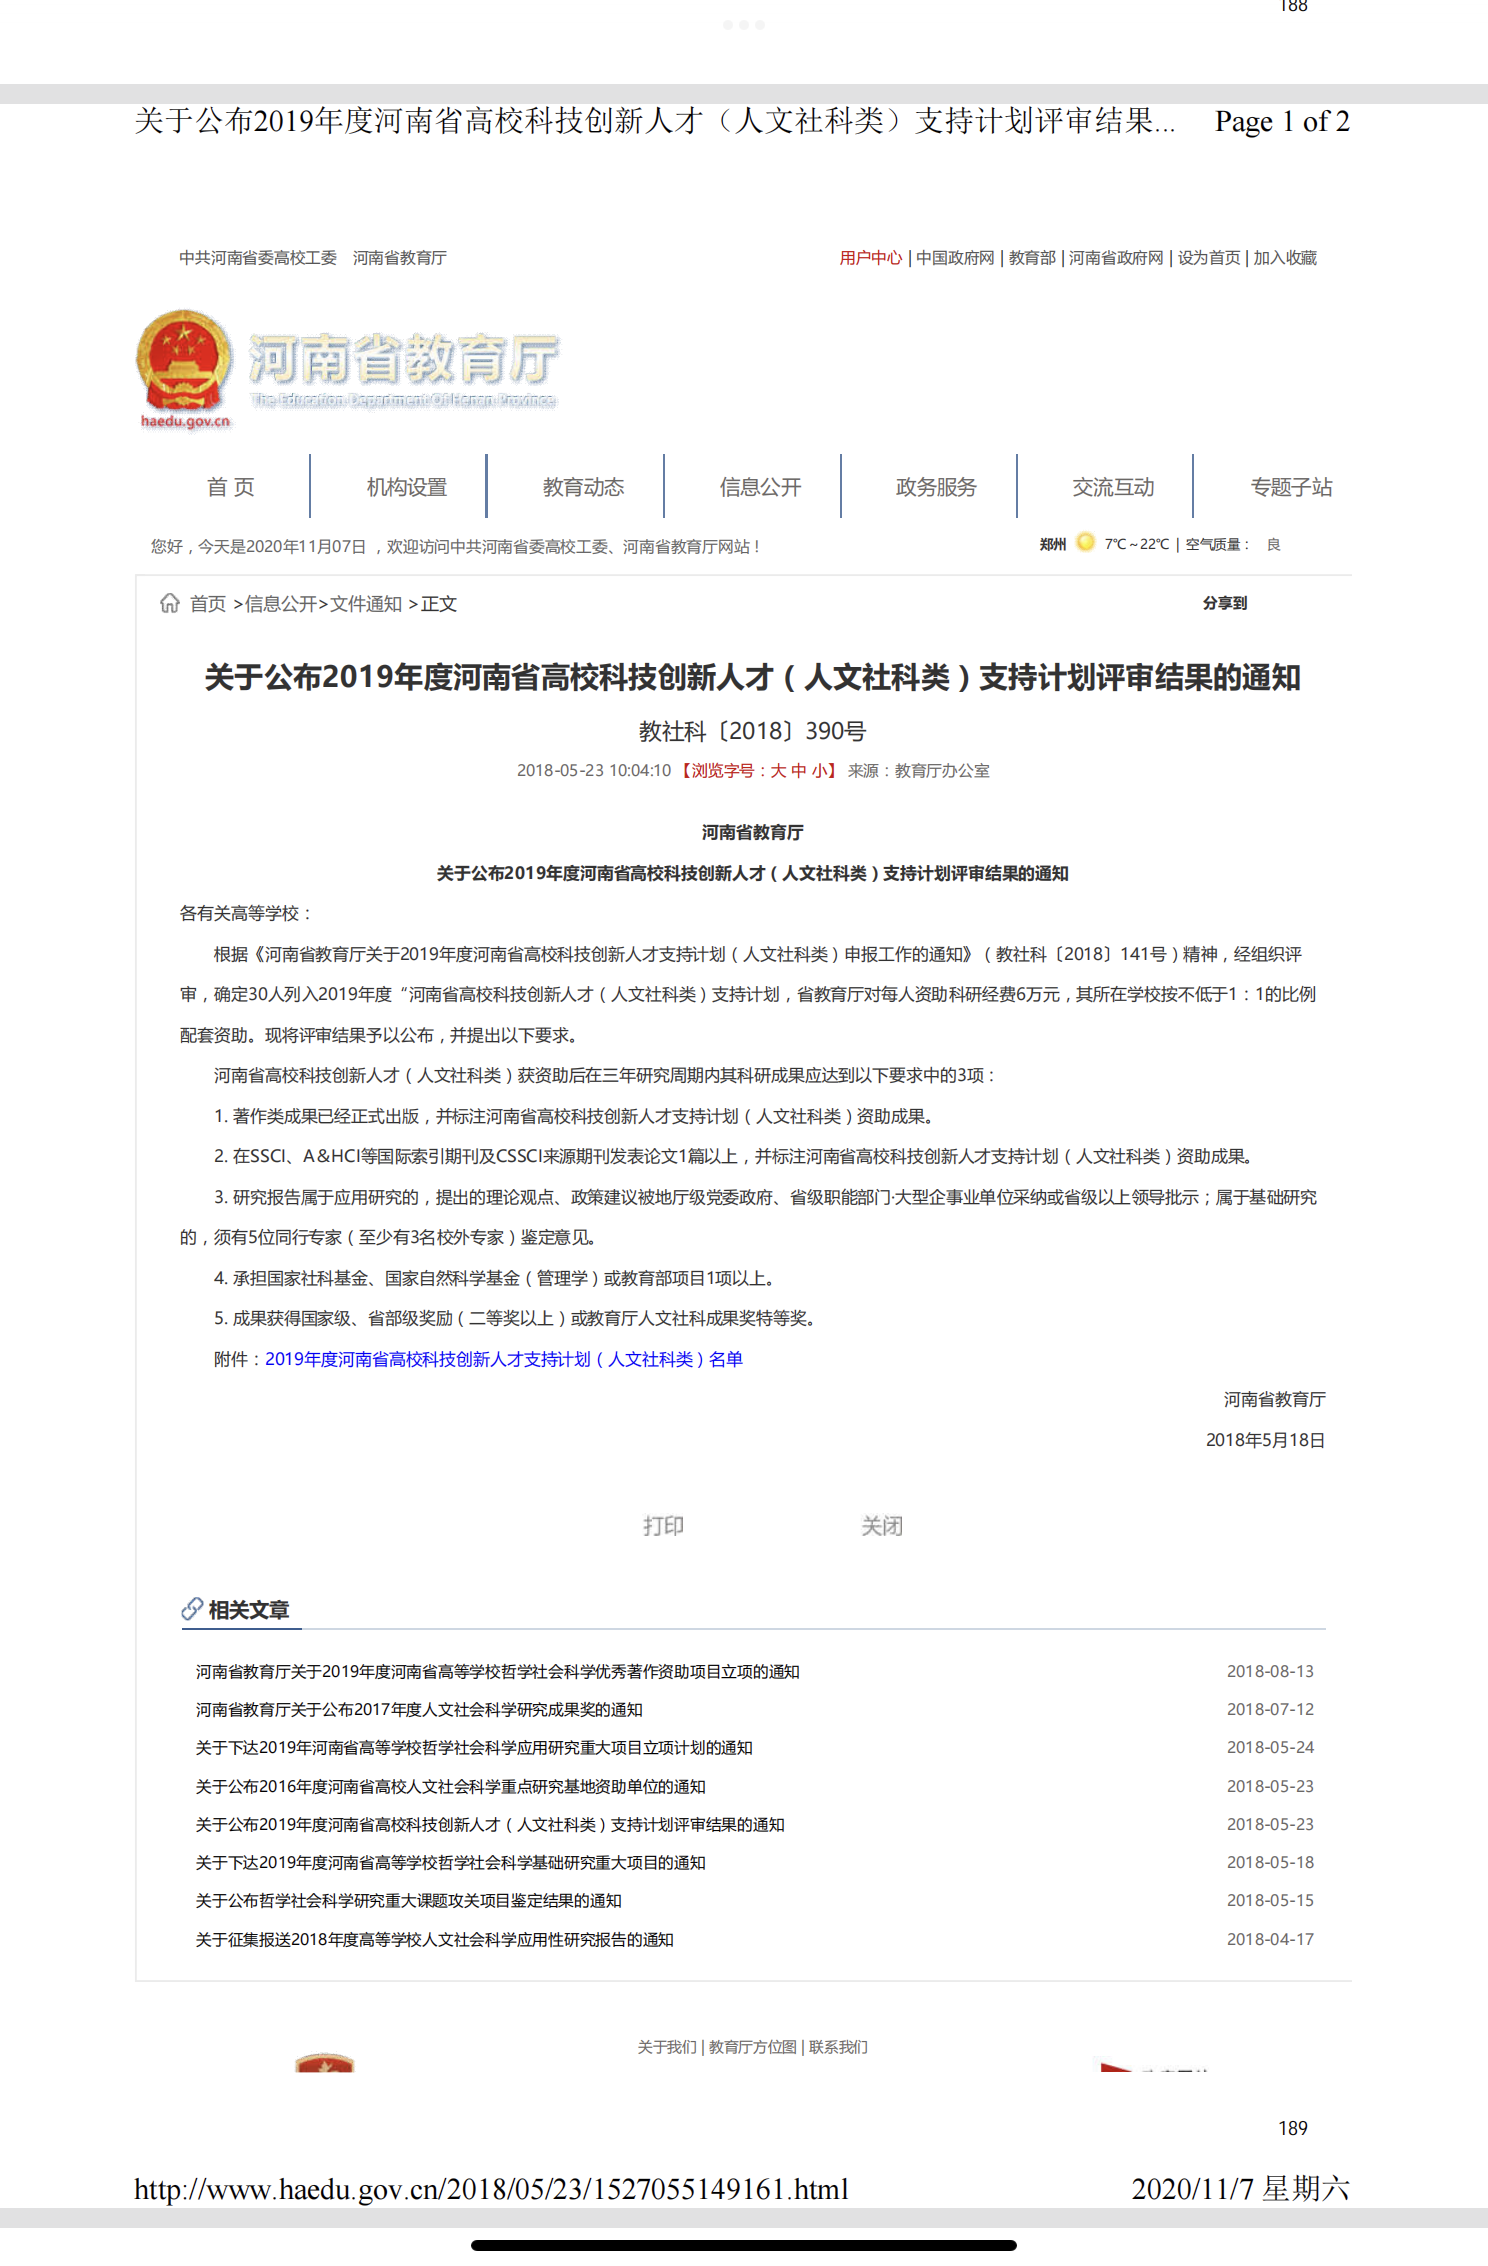 188
关于公布2019年度河南省高校科技创新人才（人文社科类）支持计划评审结果... Page 1 of 2
中共河南省委高校工委 河南省教育厅 用户中心 | 中国政府网 | 教育部 | 河南省政府网 | 设为首页 | 加入收藏
河南省教育厅
The Education Department Of Henan Province
haedu.gov.cn
首 页 机构设置 教育动态 信息公开 政务服务 交流互动 专题子站
您好，今天是2020年11月07日 ，欢迎访问中共河南省委高校工委、河南省教育厅网站！ 郑州 7℃～22℃ | 空气质量： 良
首页 >信息公开>文件通知 >正文 分享到
关于公布2019年度河南省高校科技创新人才（人文社科类）支持计划评审结果的通知
教社科〔2018〕390号
2018-05-23 10:04:10 【浏览字号：大 中 小】 来源：教育厅办公室
河南省教育厅
关于公布2019年度河南省高校科技创新人才（人文社科类）支持计划评审结果的通知
各有关高等学校：
根据《河南省教育厅关于2019年度河南省高校科技创新人才支持计划（人文社科类）申报工作的通知》（教社科〔2018〕141号）精神，经组织评
审，确定30人列入2019年度“河南省高校科技创新人才（人文社科类）支持计划，省教育厅对每人资助科研经费6万元，其所在学校按不低于1：1的比例
配套资助。现将评审结果予以公布，并提出以下要求。
河南省高校科技创新人才（人文社科类）获资助后在三年研究周期内其科研成果应达到以下要求中的3项：
1. 著作类成果已经正式出版，并标注河南省高校科技创新人才支持计划（人文社科类）资助成果。
2. 在SSCI、A&HCI等国际索引期刊及CSSCI来源期刊发表论文1篇以上，并标注河南省高校科技创新人才支持计划（人文社科类）资助成果。
3. 研究报告属于应用研究的，提出的理论观点、政策建议被地厅级党委政府、省级职能部门·大型企事业单位采纳或省级以上领导批示；属于基础研究
的，须有5位同行专家（至少有3名校外专家）鉴定意见。
4. 承担国家社科基金、国家自然科学基金（管理学）或教育部项目1项以上。
5. 成果获得国家级、省部级奖励（二等奖以上）或教育厅人文社科成果奖特等奖。
附件：2019年度河南省高校科技创新人才支持计划（人文社科类）名单
河南省教育厅
2018年5月18日
打印 关闭
相关文章
河南省教育厅关于2019年度河南省高等学校哲学社会科学优秀著作资助项目立项的通知 2018-08-13
河南省教育厅关于公布2017年度人文社会科学研究成果奖的通知 2018-07-12
关于下达2019年河南省高等学校哲学社会科学应用研究重大项目立项计划的通知 2018-05-24
关于公布2016年度河南省高校人文社会科学重点研究基地资助单位的通知 2018-05-23
关于公布2019年度河南省高校科技创新人才（人文社科类）支持计划评审结果的通知 2018-05-23
关于下达2019年度河南省高等学校哲学社会科学基础研究重大项目的通知 2018-05-18
关于公布哲学社会科学研究重大课题攻关项目鉴定结果的通知 2018-05-15
关于征集报送2018年度高等学校人文社会科学应用性研究报告的通知 2018-04-17
关于我们 | 教育厅方位图 | 联系我们
189
http://www.haedu.gov.cn/2018/05/23/1527055149161.html 2020/11/7 星期六